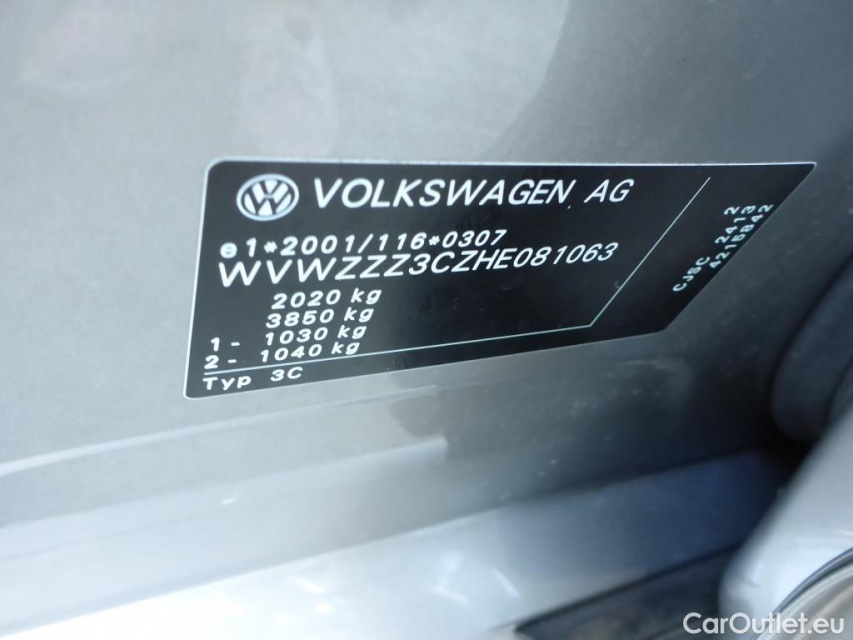 VOLKSWAGEN AG
e1*2001/116*0307
WVWZZZ3CZHE081063
2020 kg
3850 kg
1 - 1030 kg
2 - 1040 kg
Typ 3C
2
CJSC 2413
4215842
CarOutlet.eu